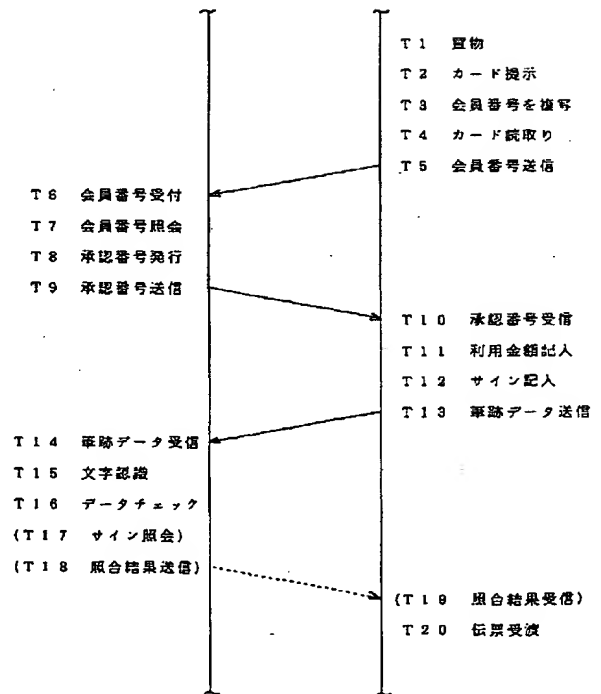 T1 買物
T2 カード提示
T3 会員番号を複写
T4 カード読取り
T5 会員番号送信
T6 会員番号受付
T7 会員番号照会
T8 承認番号発行
T9 承認番号送信
T10 承認番号受信
T11 利用金額記入
T12 サイン記入
T13 筆跡データ送信
T14 筆跡データ受信
T15 文字認識
T16 データチェック
(T17 サイン照会)
(T18 照合結果送信)
(T19 照合結果受信)
T20 伝票受渡